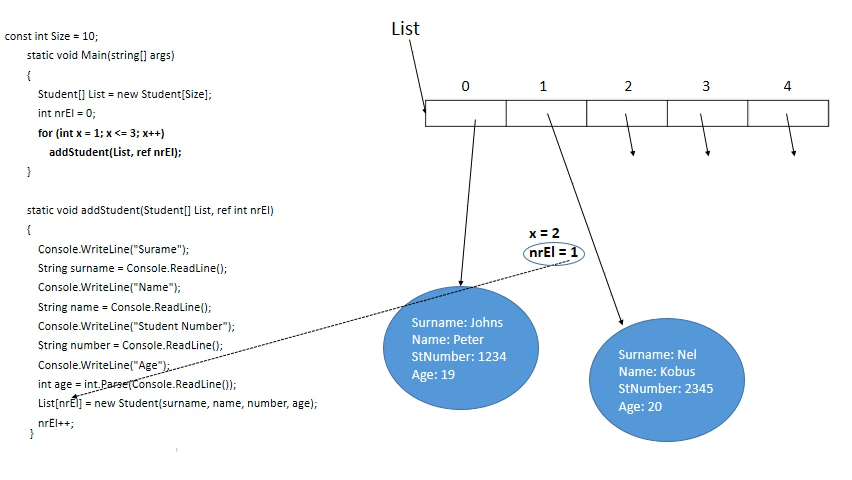 const int Size = 10;
static void Main(string[] args)
{
Student[] List = new Student[Size];
int nrEl = 0;
for (int x = 1; x <= 3; x++)
addStudent(List, ref nrEl);
}
static void addStudent(Student[] List, ref int nrEl)
{
Console.WriteLine("Surame");
String surname = Console.ReadLine();
Console.WriteLine("Name");
String name = Console.ReadLine();
Console.WriteLine("Student Number");
String number = Console.ReadLine();
Console.WriteLine("Age");
int age = int.Parse(Console.ReadLine());
List[nrEl] = new Student(surname, name, number, age);
nrEl++;
}
List
0 1 2 3 4
x = 2
nrEl = 1
Surname: Johns
Name: Peter
StNumber: 1234
Age: 19
Surname: Nel
Name: Kobus
StNumber: 2345
Age: 20